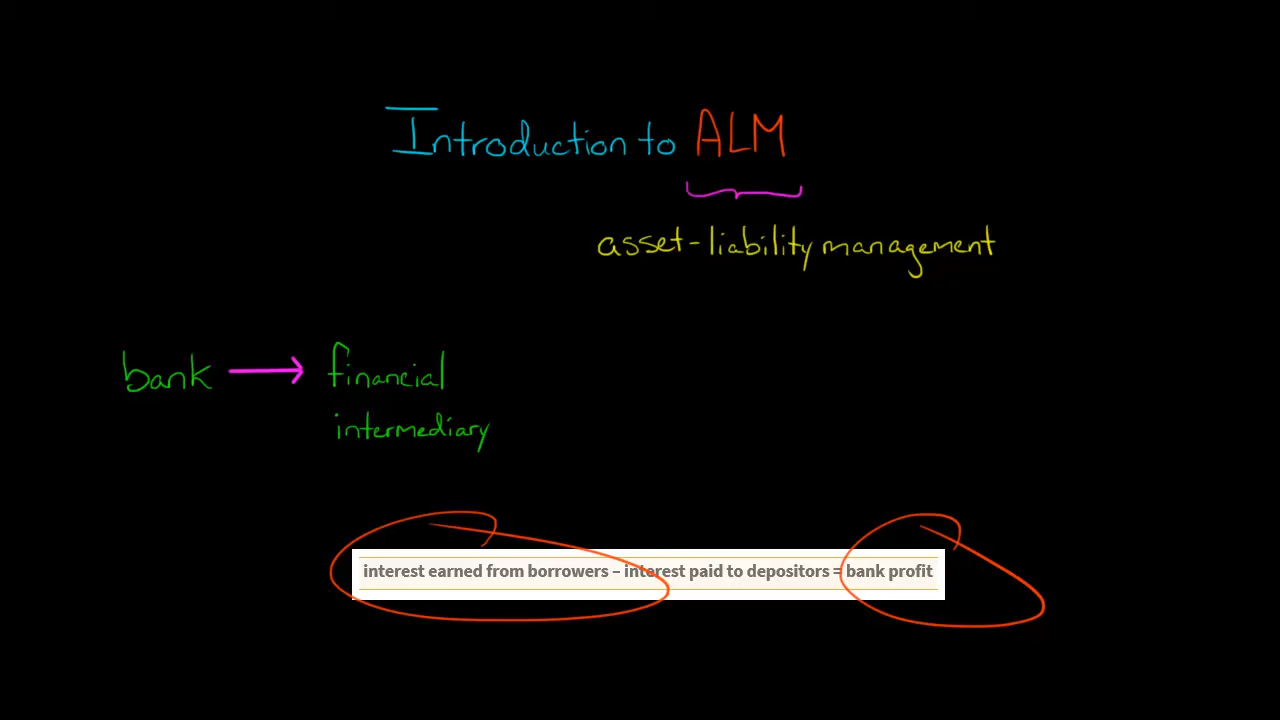 Introduction to ALM
asset-liability management
bank → financial
intermediary
interest earned from borrowers – interest paid to depositors = bank profit